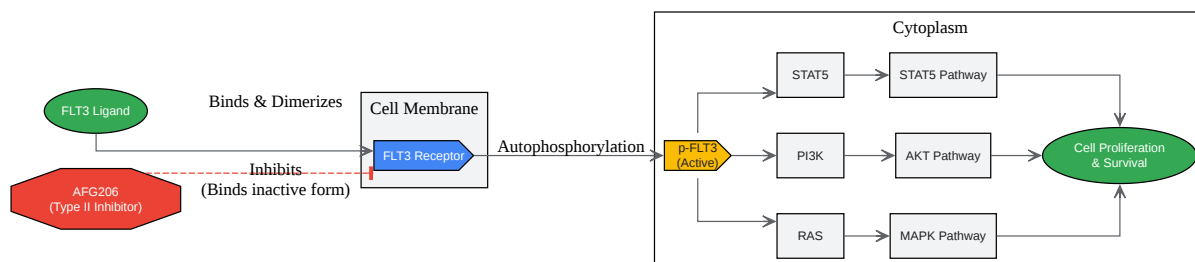 Cytoplasm
STAT5
STAT5 Pathway
FLT3 Ligand
Binds & Dimerizes
Cell Membrane
FLT3 Receptor
Autophosphorylation
p-FLT3
(Active)
PI3K
AKT Pathway
Cell Proliferation
& Survival
Inhibits
(Binds inactive form)
AFG206
(Type II Inhibitor)
RAS
MAPK Pathway